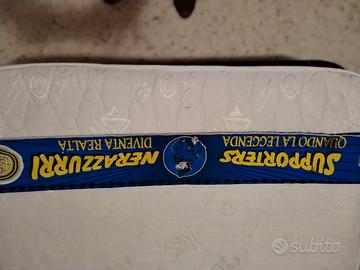 SUPPORTERS
QUANDO LA LEGGENDA
NERAZZURRI
DIVENTA REALTÀ
subito